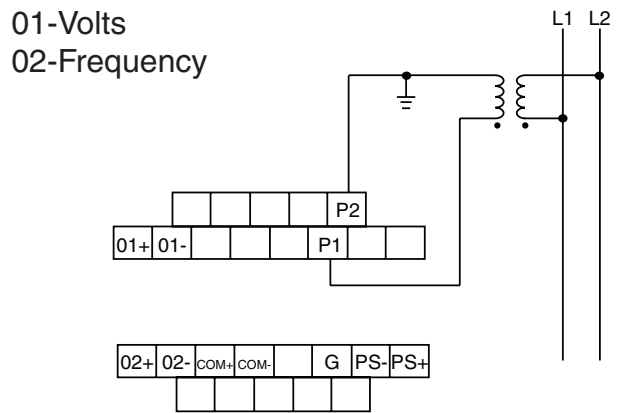 01-Volts
02-Frequency
L1 L2
P2
01+ 01- P1
02+ 02- COM+ COM- G PS- PS+